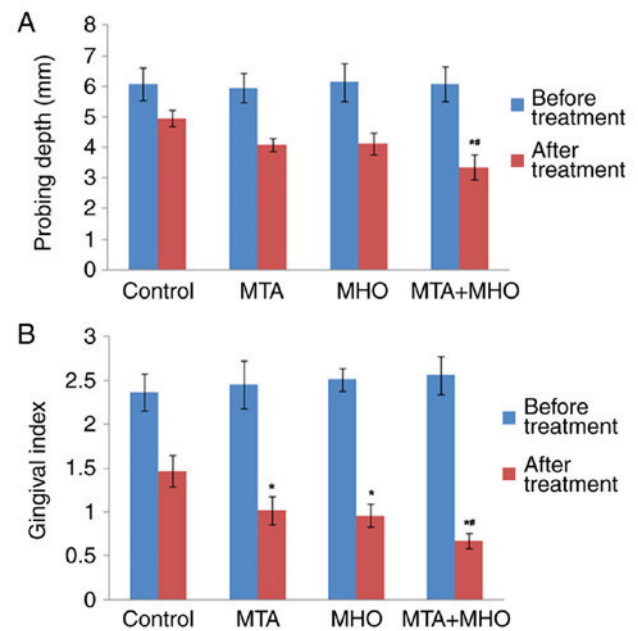 A
Probing depth (mm)
8
7
6
5
4
3
2
1
0
*#
Control MTA MHO MTA+MHO
Before
treatment
After
treatment
B
Gingival index
3
2.5
2
1.5
1
0.5
0
* * *#
Control MTA MHO MTA+MHO
Before
treatment
After
treatment